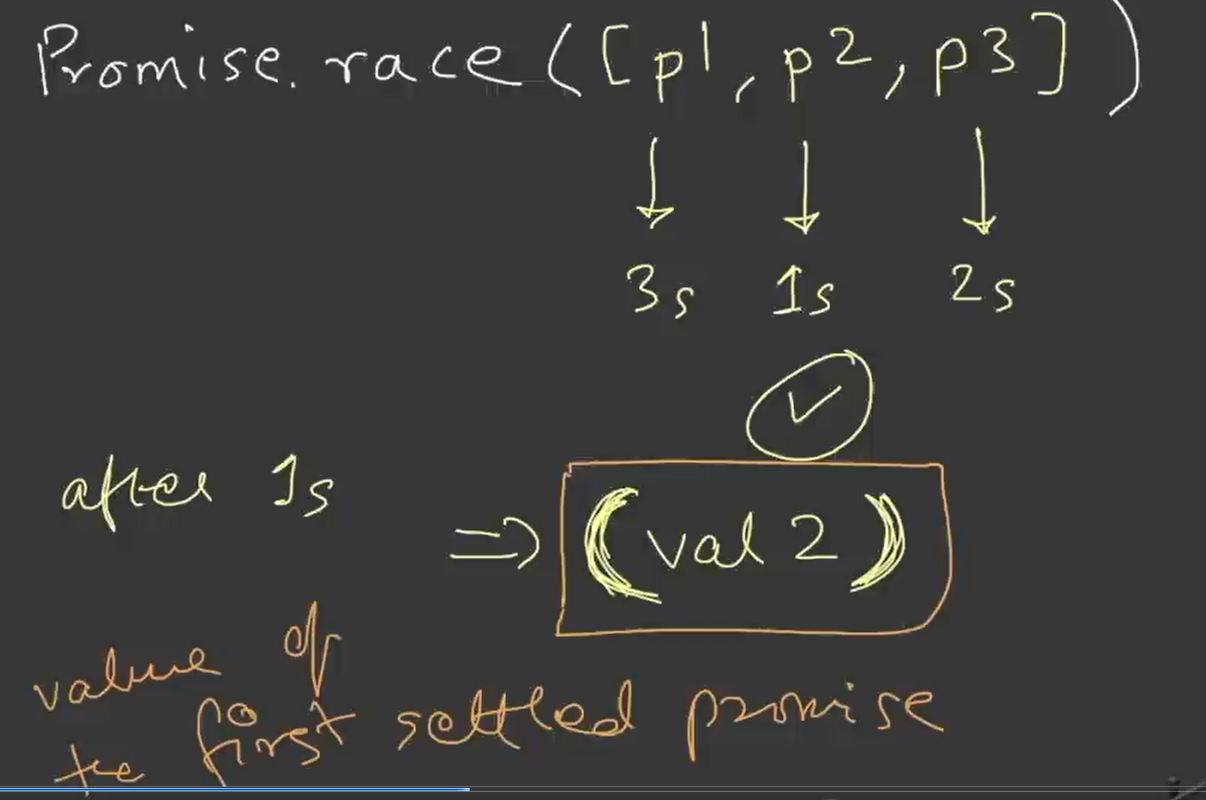 Promise.race([p1, p2, p3])
3s 1s 2s
after 1s
=> (val 2)
value of
the first settled promise